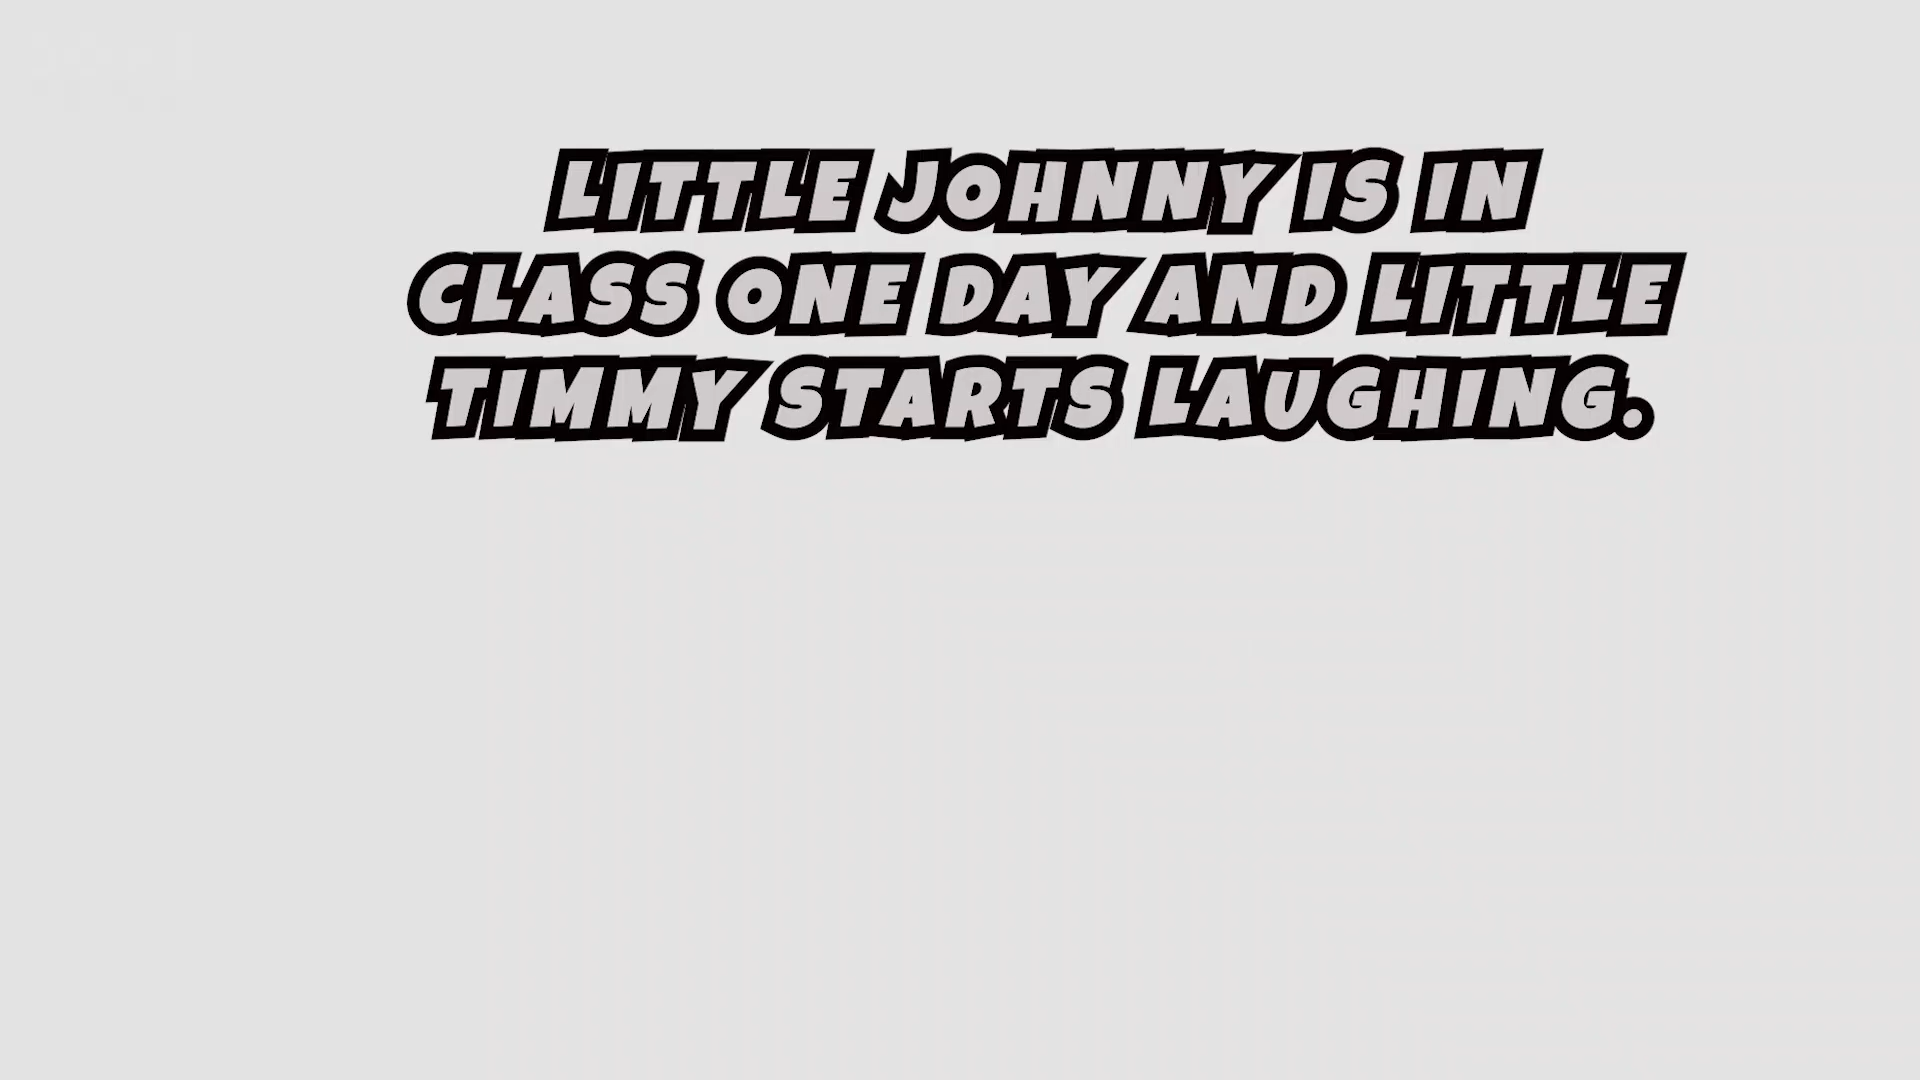 LITTLE JOHNNY IS IN
CLASS ONE DAY AND LITTLE
TIMMY STARTS LAUGHING.